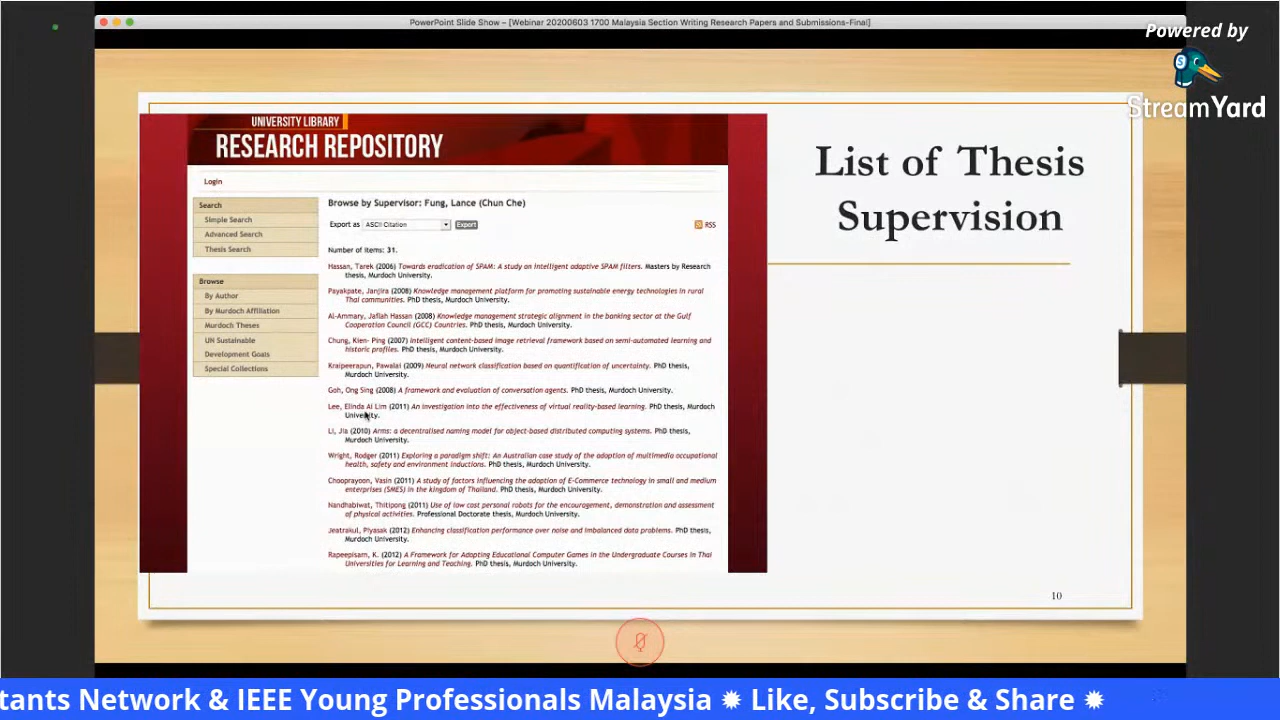 PowerPoint Slide Show – [Webinar 20200603 1700 Malaysia Section Writing Research Papers and Submissions-Final]
Powered by
StreamYard
UNIVERSITY LIBRARY
RESEARCH REPOSITORY
Login
Search
Simple Search
Advanced Search
Thesis Search
Browse
By Author
By Murdoch Affiliation
Murdoch Theses
UN Sustainable
Development Goals
Special Collections
Browse by Supervisor: Fung, Lance (Chun Che)
Export as ASCII Citation Export
RSS
Number of items: 31.
Hassan, Tarek (2006) Towards eradication of SPAM: A study on intelligent adaptive SPAM filters. Masters by Research
thesis, Murdoch University.
Payakpate, Janjira (2008) Knowledge management platform for promoting sustainable energy technologies in rural
Thai communities. PhD thesis, Murdoch University.
Al-Ammary, Jaflah Hassan (2008) Knowledge management strategic alignment in the banking sector at the Gulf
Cooperation Council (GCC) Countries. PhD thesis, Murdoch University.
Chung, Kien- Ping (2007) Intelligent content-based image retrieval framework based on semi-automated learning and
historic profiles. PhD thesis, Murdoch University.
Kraipeerapun, Pawalai (2009) Neural network classification based on quantification of uncertainty. PhD thesis,
Murdoch University.
Goh, Ong Sing (2008) A framework and evaluation of conversation agents. PhD thesis, Murdoch University.
Lee, Elinda Ai Lim (2011) An investigation into the effectiveness of virtual reality-based learning. PhD thesis, Murdoch
University.
Li, Jia (2010) Arms: a decentralised naming model for object-based distributed computing systems. PhD thesis,
Murdoch University.
Wright, Rodger (2011) Exploring a paradigm shift: An Australian case study of the adoption of multimedia occupational
health, safety and environment inductions. PhD thesis, Murdoch University.
Chooprayoon, Vasin (2011) A study of factors influencing the adoption of E-Commerce technology in small and medium
enterprises (SMES) in the kingdom of Thailand. PhD thesis, Murdoch University.
Nandhabiwat, Thitipong (2011) Use of low cost personal robots for the encouragement, demonstration and assessment
of physical activities. Professional Doctorate thesis, Murdoch University.
Jeatrakul, Piyasak (2012) Enhancing classification performance over noise and imbalanced data problems. PhD thesis,
Murdoch University.
Rapeepisarn, K. (2012) A Framework for Adopting Educational Computer Games in the Undergraduate Courses in Thai
Universities for Learning and Teaching. PhD thesis, Murdoch University.
List of Thesis
Supervision
10
tants Network & IEEE Young Professionals Malaysia ✹ Like, Subscribe & Share ✹